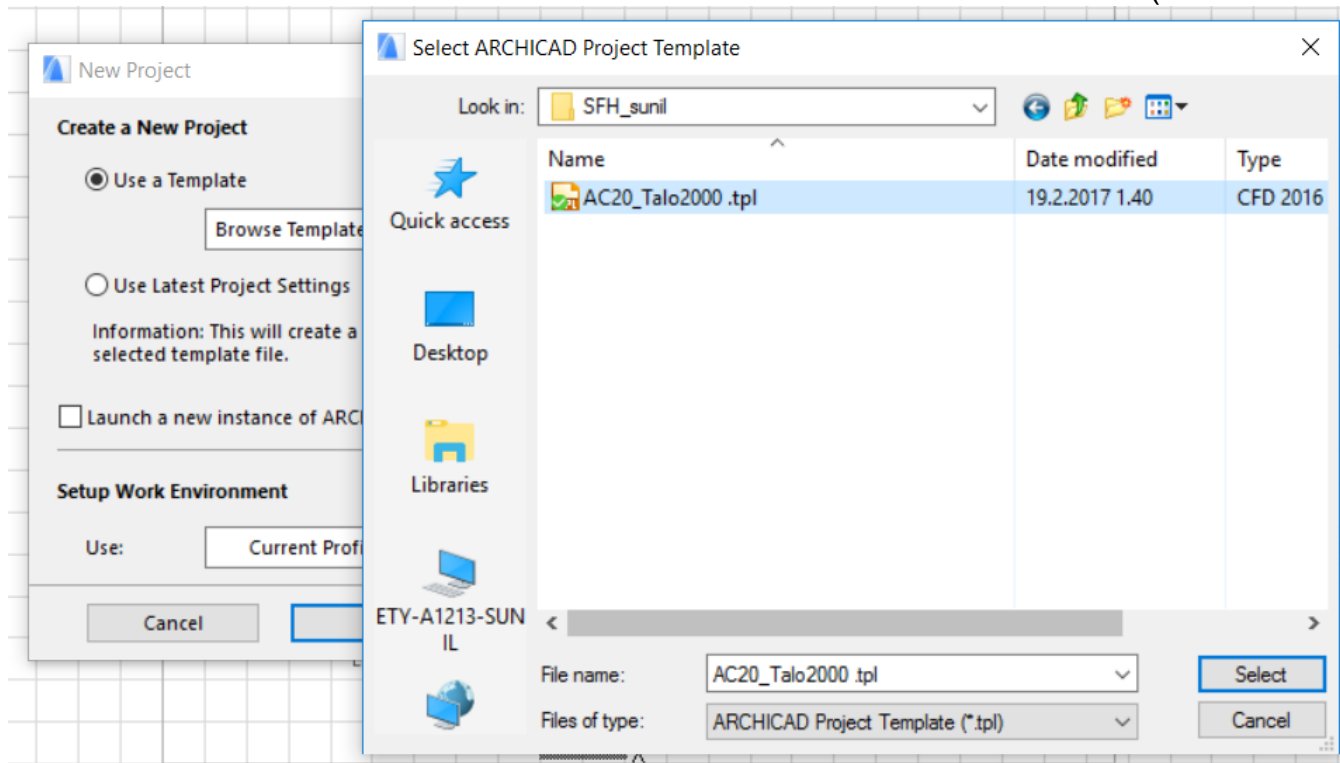 New Project
Create a New Project
Use a Template
Browse Template
Use Latest Project Settings
Information: This will create a
selected template file.
Launch a new instance of ARCH
Setup Work Environment
Use:
Current Profi
Cancel
Select ARCHICAD Project Template
Look in:
SFH_sunil
Name
Date modified
Type
AC20_Talo2000 .tpl
19.2.2017 1.40
CFD 2016
Quick access
Desktop
Libraries
ETY-A1213-SUN
IL
File name:
AC20_Talo2000 .tpl
Select
Files of type:
ARCHICAD Project Template (*.tpl)
Cancel